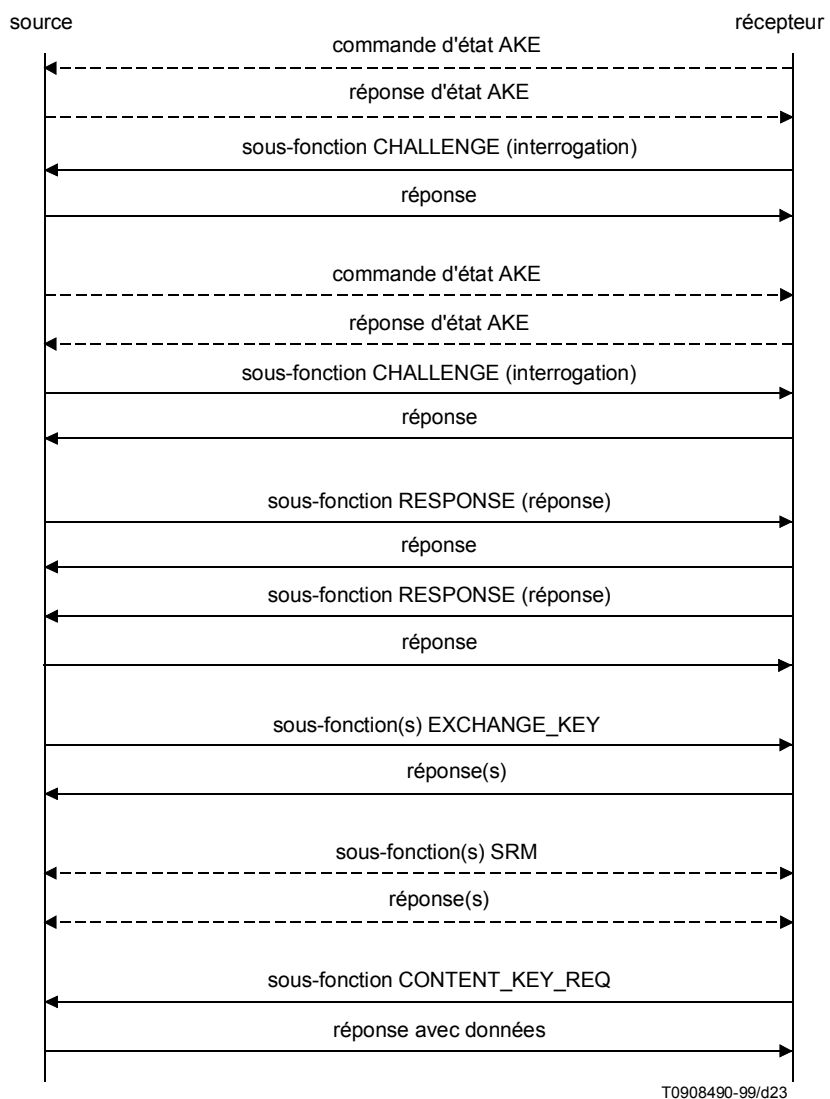 source
récepteur
commande d'état AKE
réponse d'état AKE
sous-fonction CHALLENGE (interrogation)
réponse
commande d'état AKE
réponse d'état AKE
sous-fonction CHALLENGE (interrogation)
réponse
sous-fonction RESPONSE (réponse)
réponse
sous-fonction RESPONSE (réponse)
réponse
sous-fonction(s) EXCHANGE_KEY
réponse(s)
sous-fonction(s) SRM
réponse(s)
sous-fonction CONTENT_KEY_REQ
réponse avec données
T0908490-99/d23